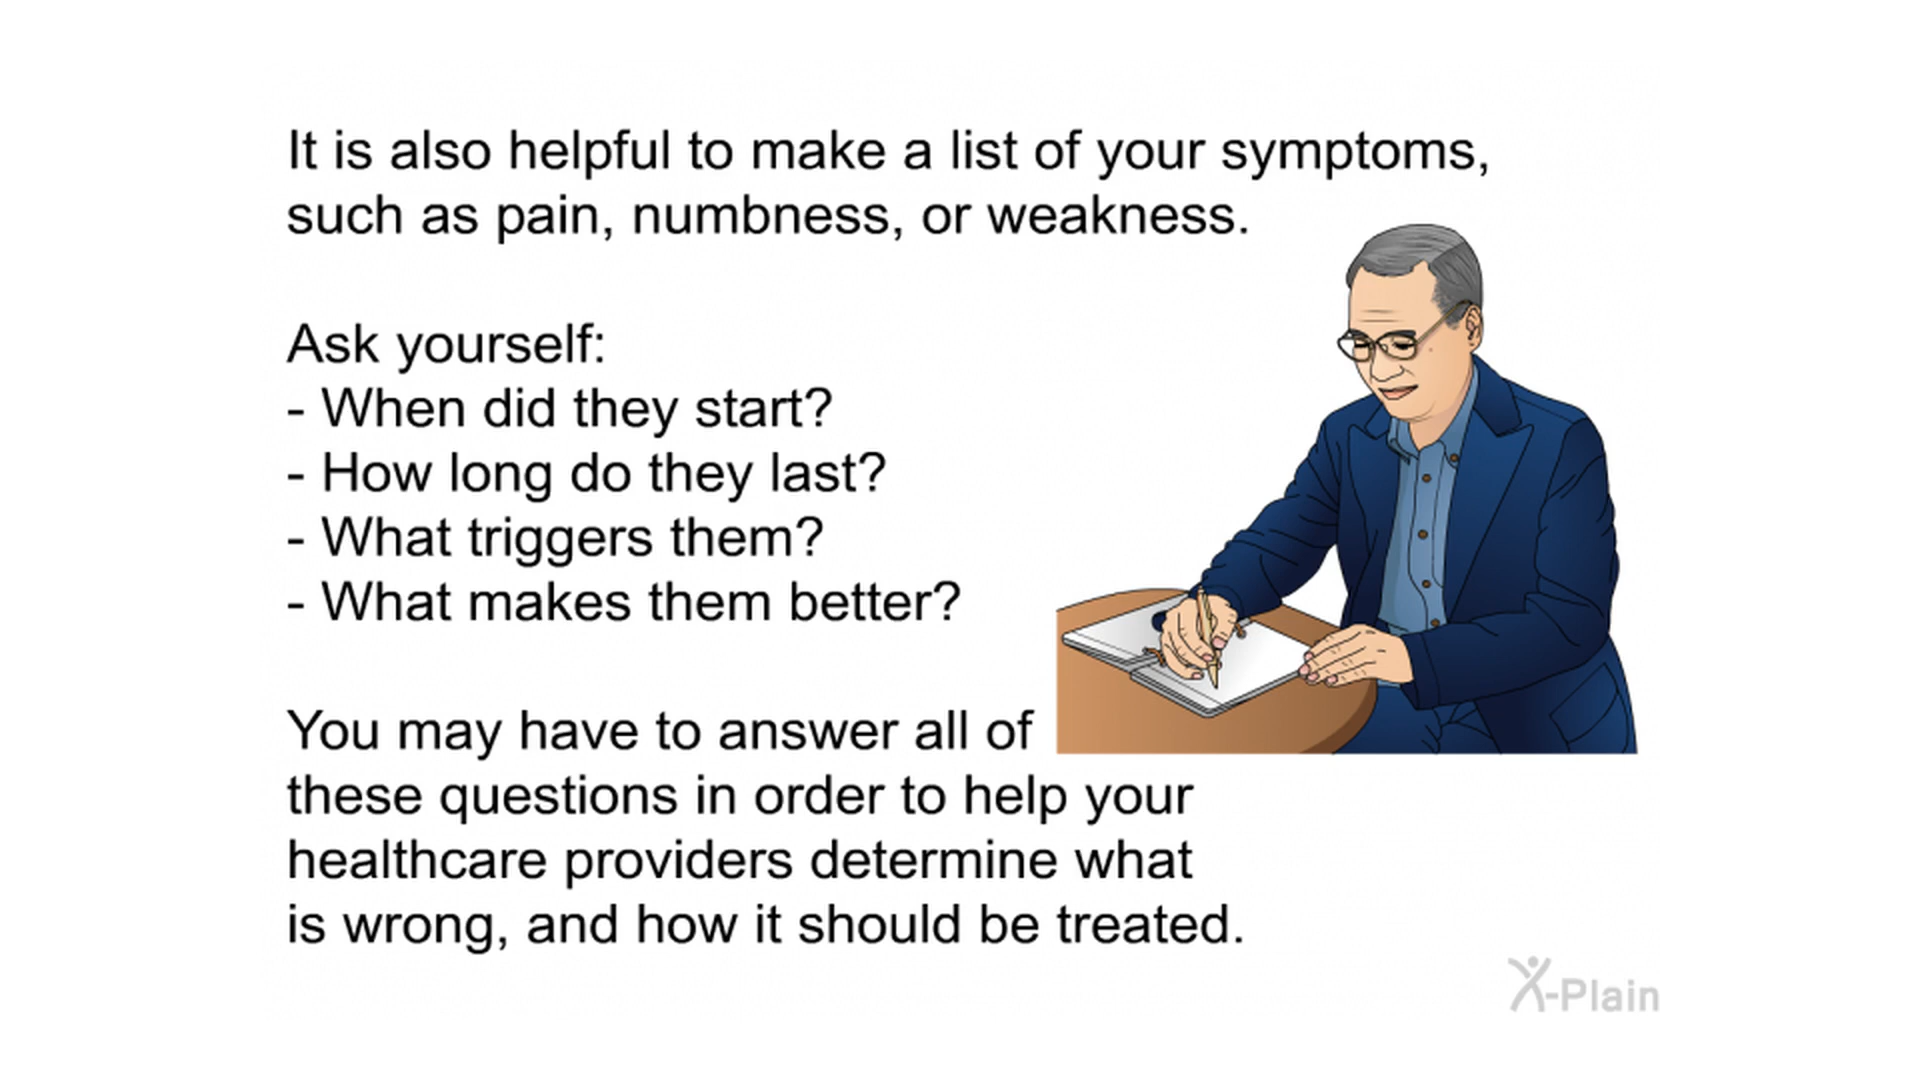 It is also helpful to make a list of your symptoms,
such as pain, numbness, or weakness.
Ask yourself:
- When did they start?
- How long do they last?
- What triggers them?
- What makes them better?
You may have to answer all of
these questions in order to help your
healthcare providers determine what
is wrong, and how it should be treated.
X-Plain